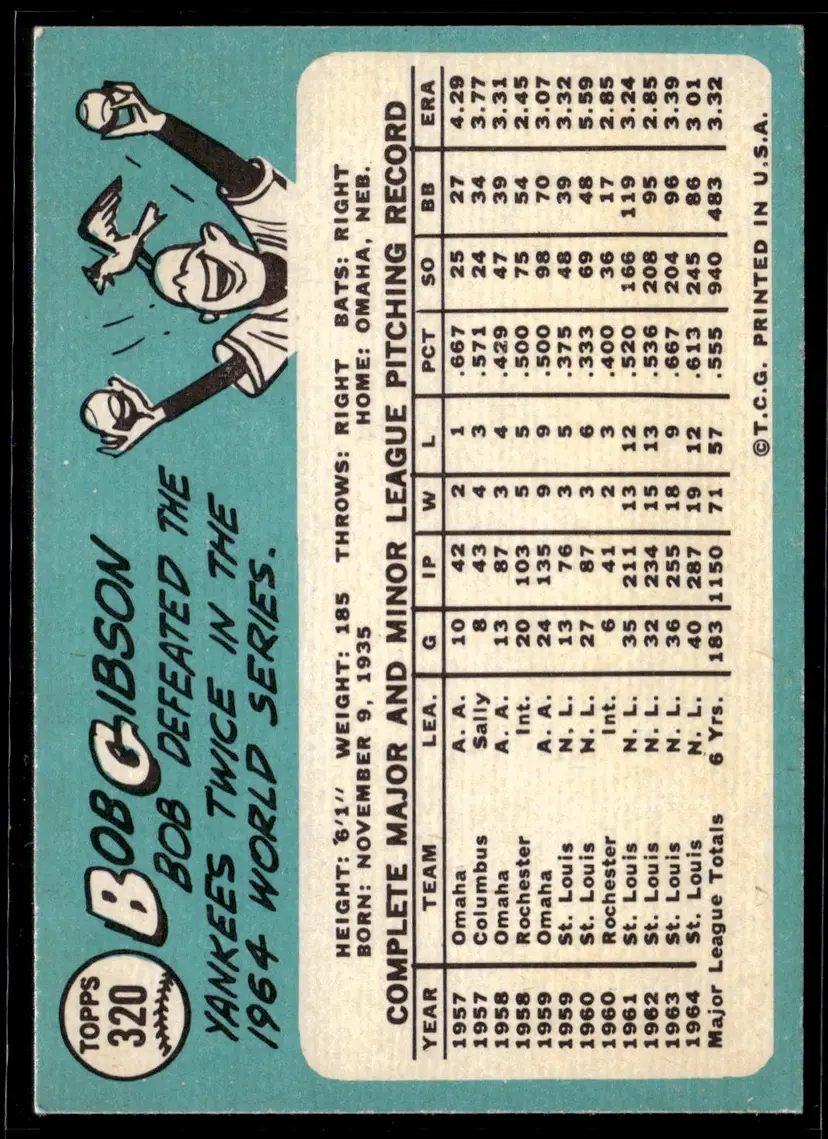 TOPPS
320
BOB GIBSON
BOB DEFEATED THE
YANKEES TWICE IN THE
1964 WORLD SERIES.
HEIGHT: 6'1" WEIGHT: 185 THROWS: RIGHT BATS: RIGHT
BORN: NOVEMBER 9, 1935 HOME: OMAHA, NEB.
COMPLETE MAJOR AND MINOR LEAGUE PITCHING RECORD
YEAR TEAM LEA. G IP W L PCT SO BB ERA
1957 Omaha A. A. 10 42 2 1 .667 25 27 4.29
1957 Columbus Sally 8 43 4 3 .571 24 34 3.77
1958 Omaha A. A. 13 87 3 4 .429 47 39 3.31
1958 Rochester Int. 20 103 5 5 .500 75 54 2.45
1959 Omaha A. A. 24 135 9 9 .500 98 70 3.07
1959 St. Louis N. L. 13 76 3 5 .375 48 39 3.32
1960 St. Louis N. L. 27 87 3 6 .333 69 48 5.59
1960 Rochester Int. 6 41 2 3 .400 36 17 2.85
1961 St. Louis N. L. 35 211 13 12 .520 166 119 3.24
1962 St. Louis N. L. 32 234 15 13 .536 208 95 2.85
1963 St. Louis N. L. 36 255 18 9 .667 204 96 3.39
1964 St. Louis N. L. 40 287 19 12 .613 245 86 3 01
Major League Totals 6 Yrs. 183 1150 71 57 .555 940 483 3.32
©T.C.G. PRINTED IN U.S.A.